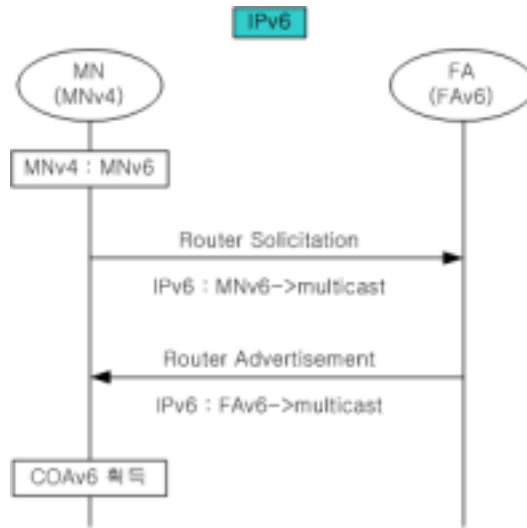 IPv6
MN
(MNv4)
FA
(FAv6)
MNv4 : MNv6
Router Solicitation
IPv6 : MNv6->multicast
Router Advertisement
IPv6 : FAv6->multicast
COAv6 획득